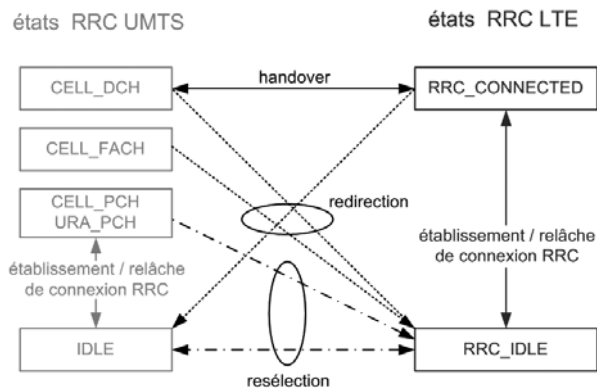 états RRC UMTS
états RRC LTE
CELL_DCH
handover
RRC_CONNECTED
CELL_FACH
CELL_PCH
URA_PCH
redirection
établissement / relâche
de connexion RRC
établissement / relâche
de connexion RRC
IDLE
RRC_IDLE
resélection